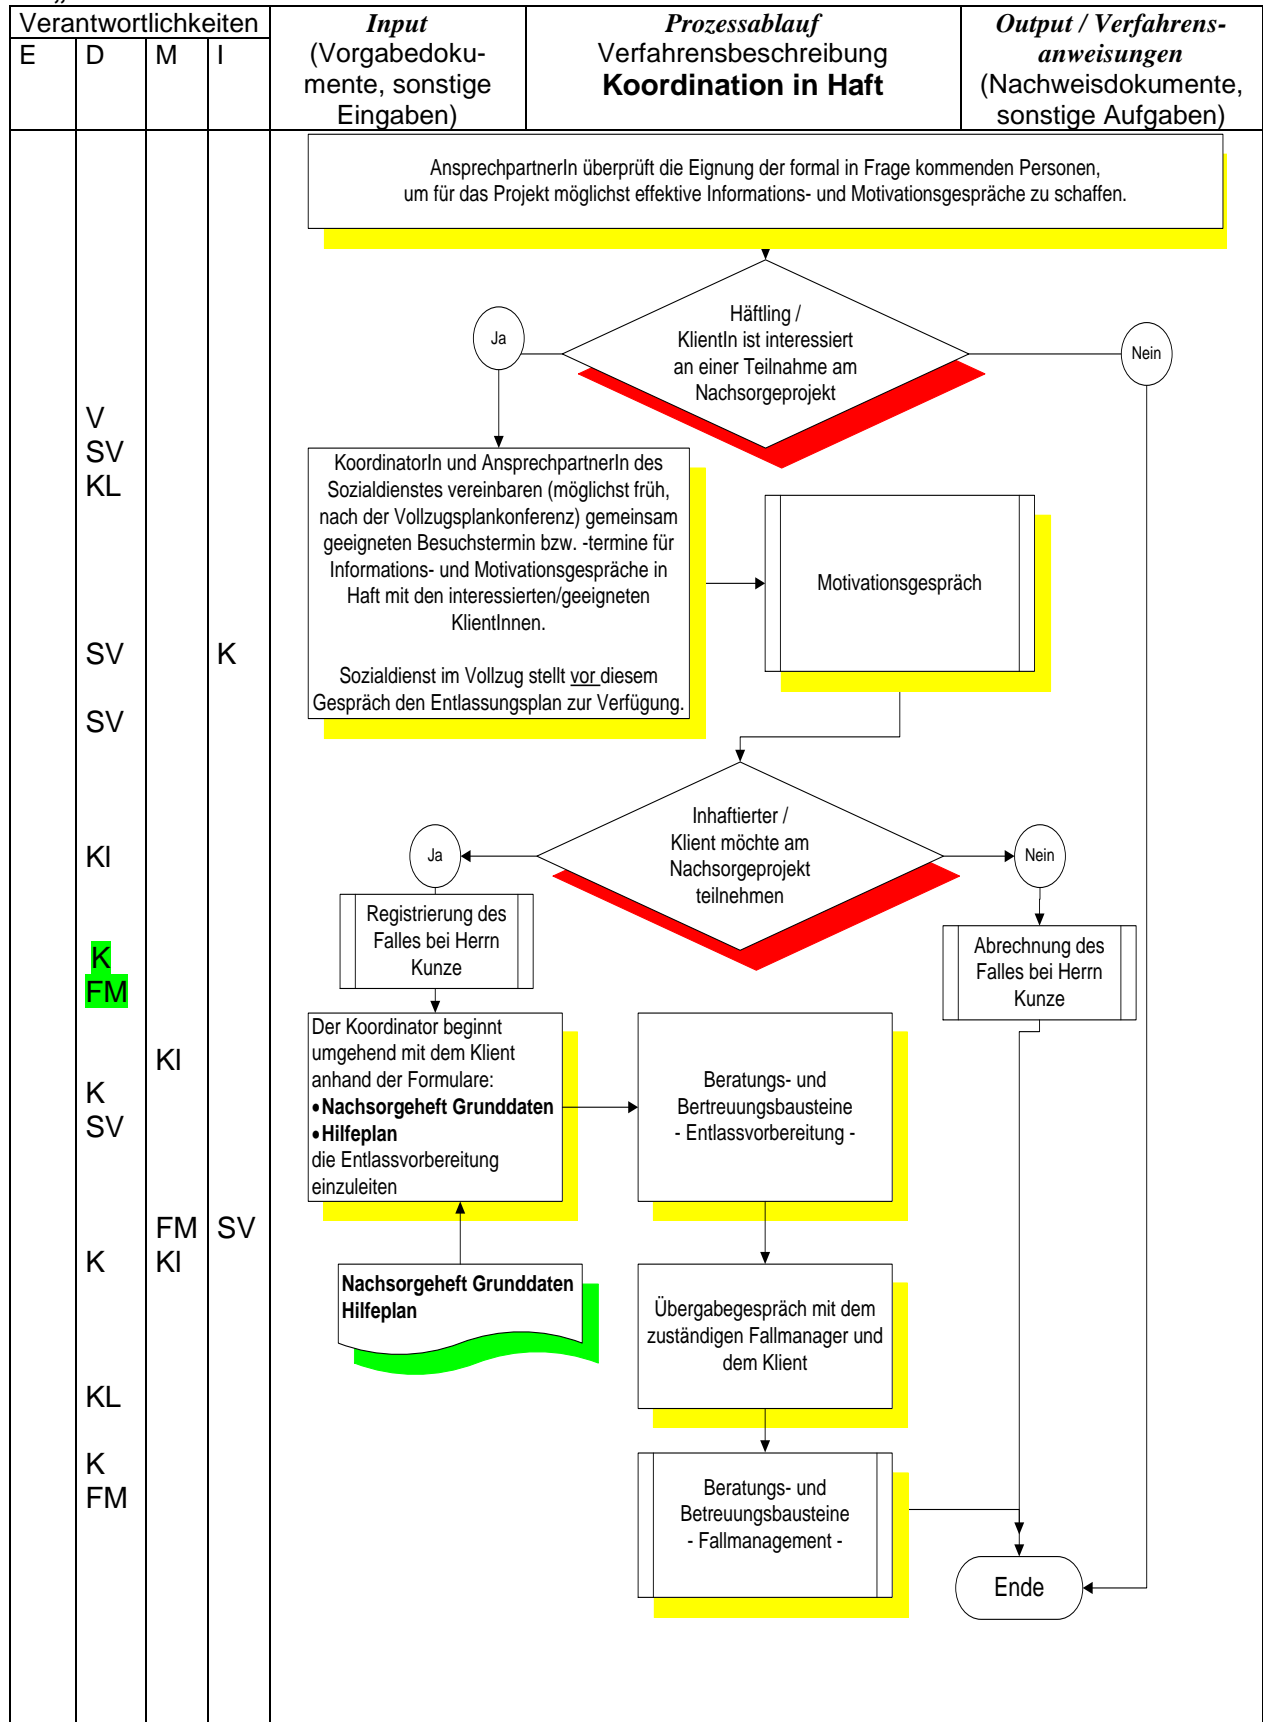 „
Verantwortlichkeiten
E D M I
Input
(Vorgabedoku-
mente, sonstige
Eingaben)
Prozessablauf
Verfahrensbeschreibung
Koordination in Haft
Output / Verfahrens-
anweisungen
(Nachweisdokumente,
sonstige Aufgaben)
AnsprechpartnerIn überprüft die Eignung der formal in Frage kommenden Personen,
um für das Projekt möglichst effektive Informations- und Motivationsgespräche zu schaffen.
Häftling /
KlientIn ist interessiert
an einer Teilnahme am
Nachsorgeprojekt
Ja
Nein
V
SV
KL
KoordinatorIn und AnsprechpartnerIn des
Sozialdienstes vereinbaren (möglichst früh,
nach der Vollzugsplankonferenz) gemeinsam
geeigneten Besuchstermin bzw. -termine für
Informations- und Motivationsgespräche in
Haft mit den interessierten/geeigneten
KlientInnen.
Sozialdienst im Vollzug stellt vor diesem
Gespräch den Entlassungsplan zur Verfügung.
Motivationsgespräch
SV K
SV
Inhaftierter /
Klient möchte am
Nachsorgeprojekt
teilnehmen
Ja
Nein
KI
Registrierung des
Falles bei Herrn
Kunze
Abrechnung des
Falles bei Herrn
Kunze
K
FM
Der Koordinator beginnt
umgehend mit dem Klient
anhand der Formulare:
•Nachsorgeheft Grunddaten
•Hilfeplan
die Entlassvorbereitung
einzuleiten
Beratungs- und
Bertreuungsbausteine
- Entlassvorbereitung -
KI
K
SV
FM SV
K KI
Nachsorgeheft Grunddaten
Hilfeplan
Übergabegespräch mit dem
zuständigen Fallmanager und
dem Klient
KL
K
FM
Beratungs- und
Betreuungsbausteine
- Fallmanagement -
Ende